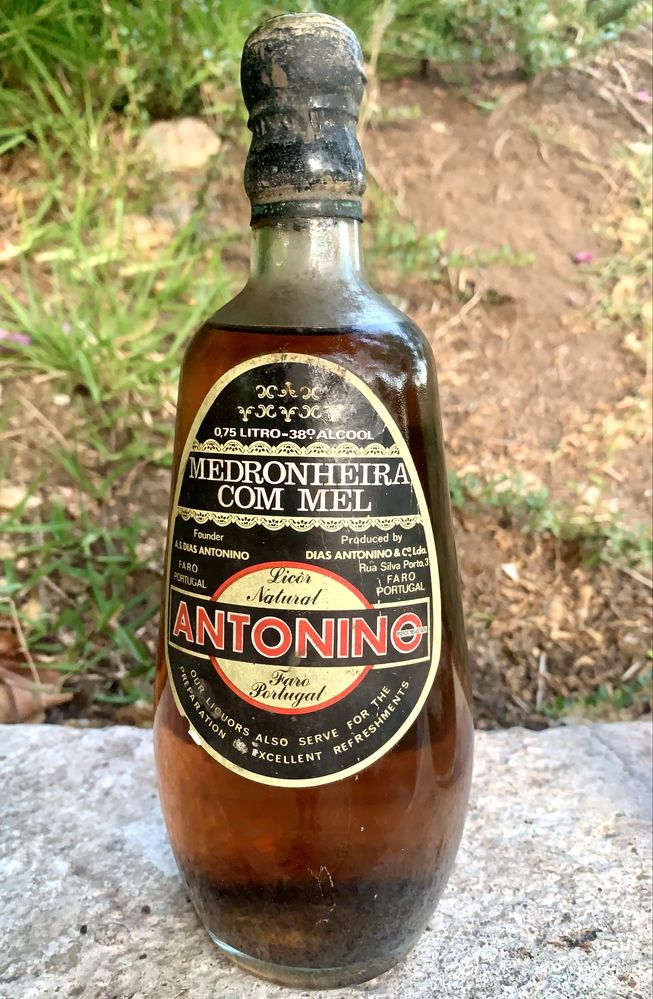 0,75 LITRO-38º ALCOOL
MEDRONHEIRA
COM MEL
Founder
A.S. DIAS ANTONINO
FARO
PORTUGAL
Produced by
DIAS ANTONINO & Cª Lda.
Rua Silva Porto, 3
FARO
PORTUGAL
Licôr
Natural
ANTONINO
Faro
Portugal
OUR LIQUORS ALSO SERVE FOR THE
PREPARATION EXCELLENT REFRESHMENTS